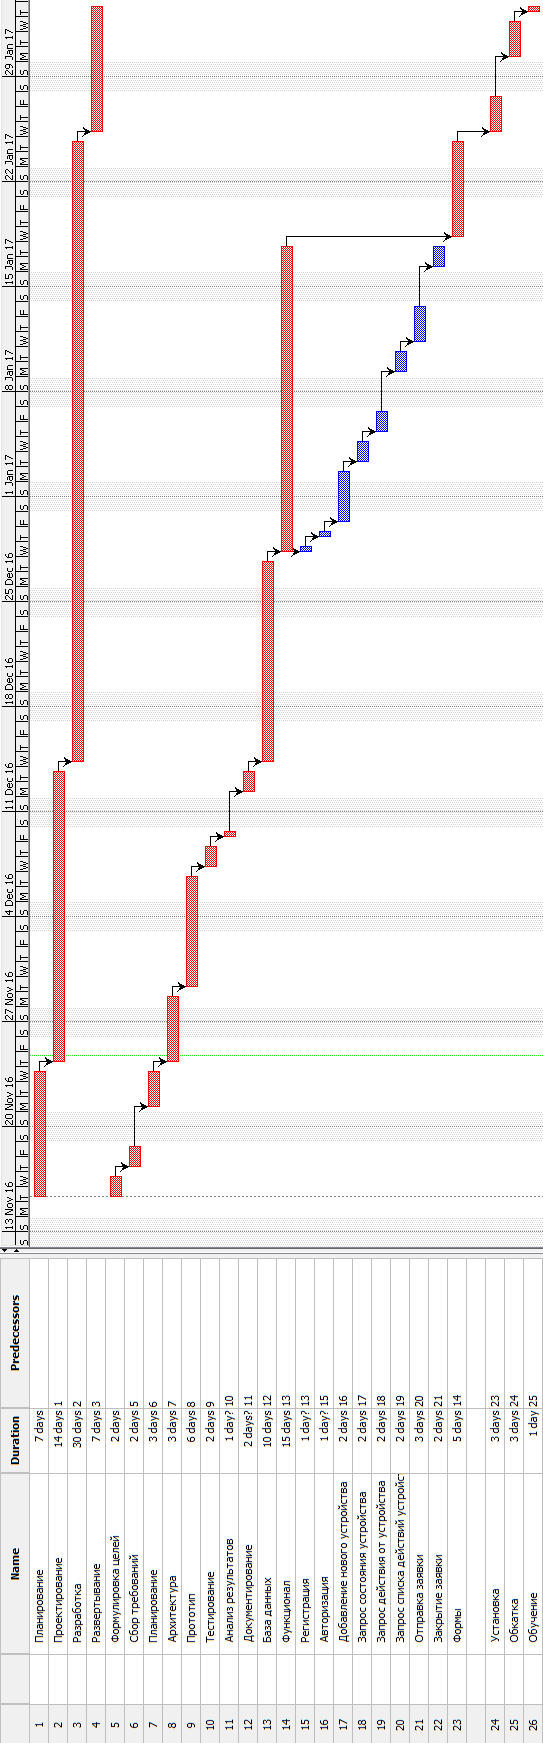 Name Duration Predecessors
13 Nov 16 20 Nov 16 27 Nov 16 4 Dec 16 11 Dec 16 18 Dec 16 25 Dec 16 1 Jan 17 8 Jan 17 15 Jan 17 22 Jan 17 29 Jan 17
S S M T W T F S S M T W T F S S M T W T F S S M T W T F S S M T W T F S S M T W T F S S M T W T F S S M T W T F S S M T W T F S S M T W T F S S M T W T F S S M T W T
1 Планирование 7 days
2 Проектирование 14 days 1
3 Разработка 30 days 2
4 Развертывание 7 days 3
5 Формулировка целей 2 days
6 Сбор требований 2 days 5
7 Планирование 3 days 6
8 Архитектура 3 days 7
9 Прототип 6 days 8
10 Тестирование 2 days 9
11 Анализ результатов 1 day? 10
12 Документирование 2 days? 11
13 База данных 10 days 12
14 Функционал 15 days 13
15 Регистрация 1 day? 13
16 Авторизация 1 day? 15
17 Добавление нового устройства 2 days 16
18 Запрос состояния устройства 2 days 17
19 Запрос действия от устройства 2 days 18
20 Запрос списка действий устройст 2 days 19
21 Отправка заявки 3 days 20
22 Закрытие заявки 2 days 21
23 Формы 5 days 14
24 Установка 3 days 23
25 Обкатка 3 days 24
26 Обучение 1 day 25